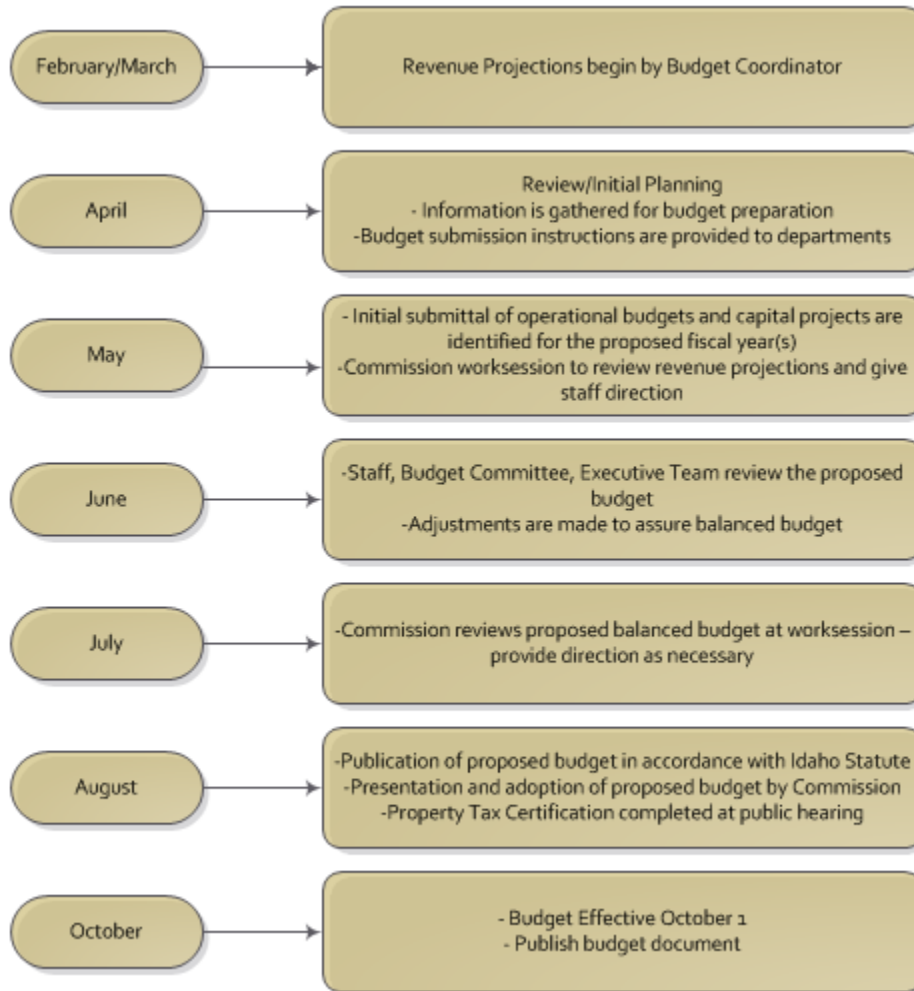 February/March
Revenue Projections begin by Budget Coordinator
April
Review/Initial Planning
- Information is gathered for budget preparation
-Budget submission instructions are provided to departments
May
- Initial submittal of operational budgets and capital projects are
identified for the proposed fiscal year(s)
-Commission worksession to review revenue projections and give
staff direction
June
-Staff, Budget Committee, Executive Team review the proposed
budget
-Adjustments are made to assure balanced budget
July
-Commission reviews proposed balanced budget at worksession –
provide direction as necessary
August
-Publication of proposed budget in accordance with Idaho Statute
-Presentation and adoption of proposed budget by Commission
-Property Tax Certification completed at public hearing
October
- Budget Effective October 1
- Publish budget document